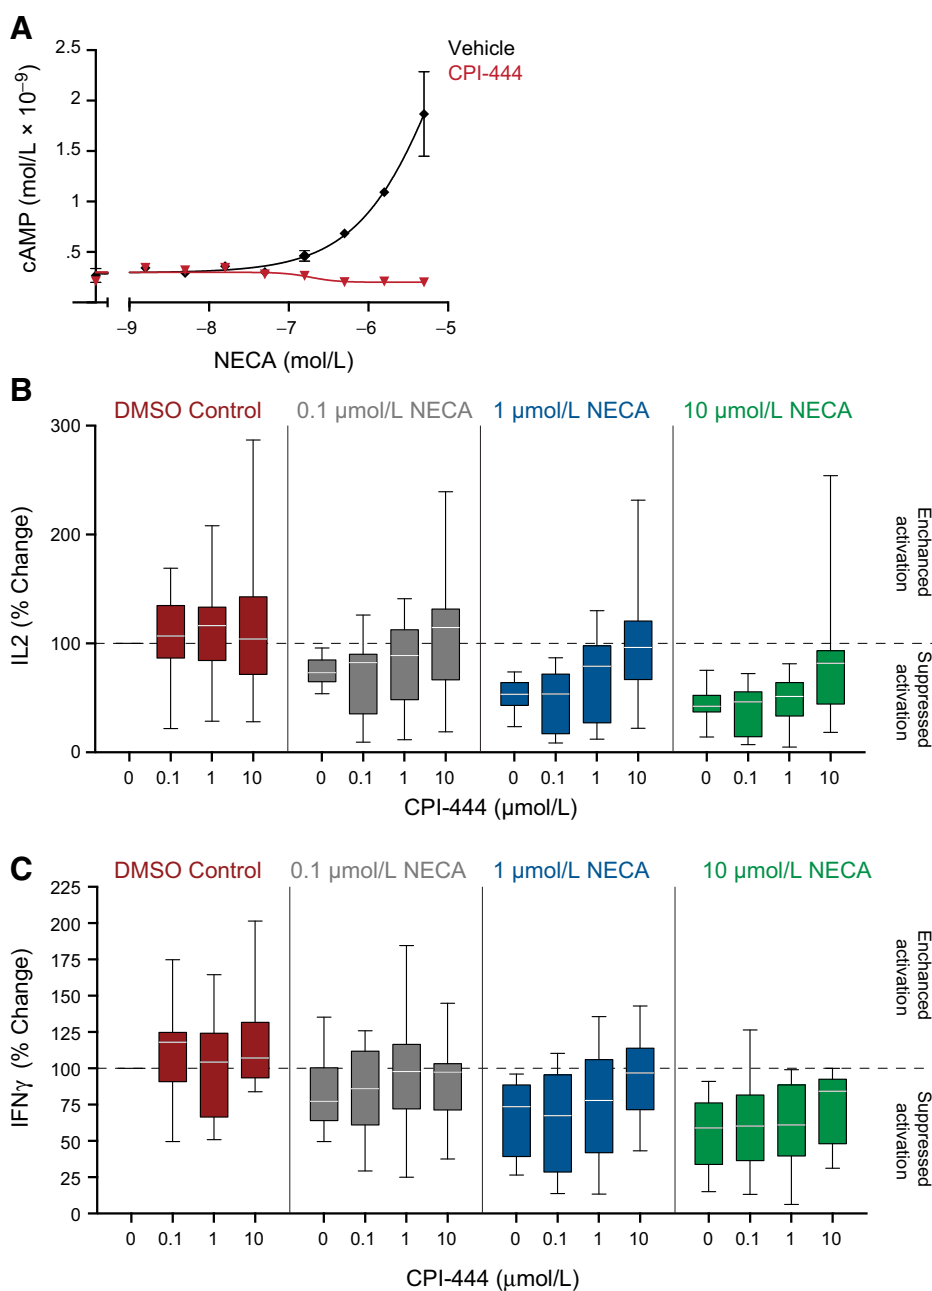 A
Vehicle
CPI-444
cAMP (mol/L × 10⁻⁹)
2.5
2
1.5
1
.5
–9 –8 –7 –6 –5
NECA (mol/L)
B
DMSO Control 0.1 µmol/L NECA 1 µmol/L NECA 10 µmol/L NECA
IL2 (% Change)
300
200
100
0
Enchanced
activation
Suppressed
activation
0 0.1 1 10 0 0.1 1 10 0 0.1 1 10 0 0.1 1 10
CPI-444 (µmol/L)
C
DMSO Control 0.1 µmol/L NECA 1 µmol/L NECA 10 µmol/L NECA
IFNγ (% Change)
225
200
175
150
125
100
75
50
25
0
Enchanced
activation
Suppressed
activation
0 0.1 1 10 0 0.1 1 10 0 0.1 1 10 0 0.1 1 10
CPI-444 (µmol/L)